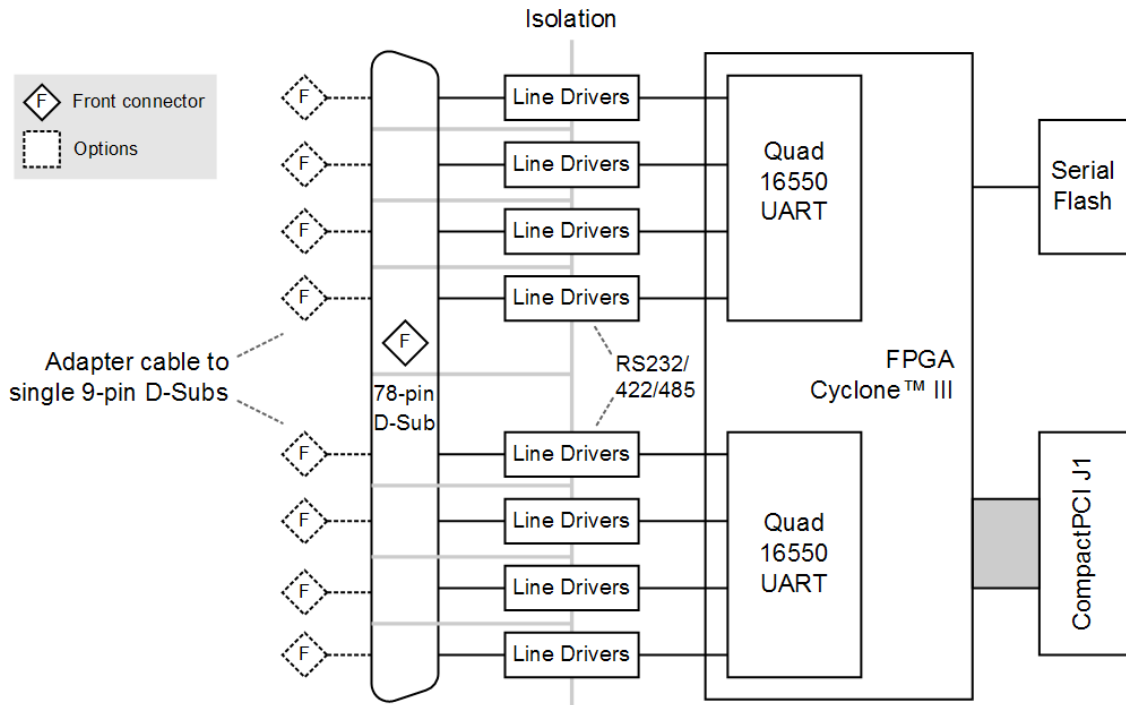 Isolation
F
Front connector
Options
F
Line Drivers
F
Line Drivers
F
Line Drivers
F
Line Drivers
Quad
16550
UART
Serial
Flash
Adapter cable to
single 9-pin D-Subs
F
78-pin
D-Sub
RS232/
422/485
FPGA
Cyclone™ III
F
Line Drivers
F
Line Drivers
F
Line Drivers
F
Line Drivers
Quad
16550
UART
CompactPCI J1